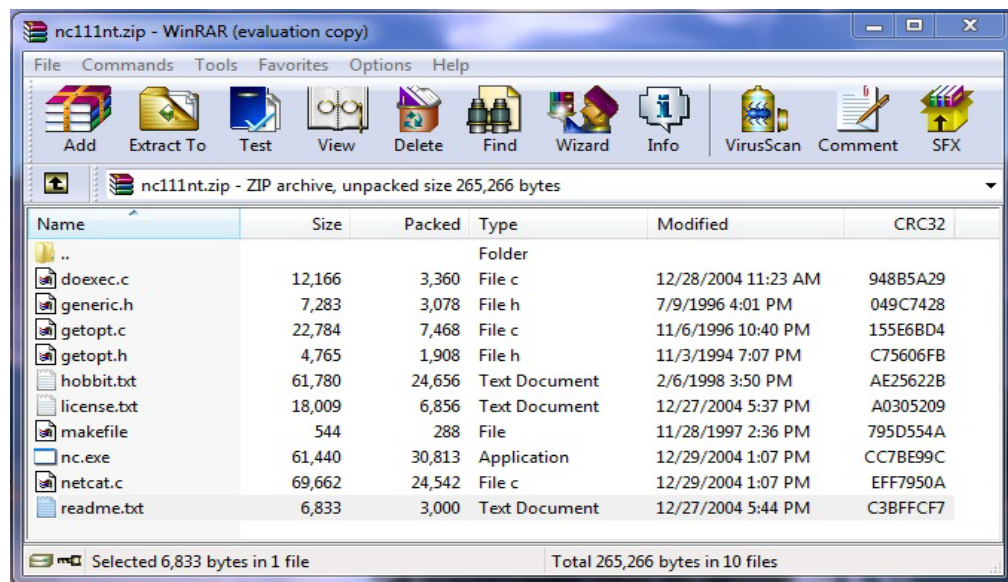 nc111nt.zip - WinRAR (evaluation copy)
File Commands Tools Favorites Options Help
Add Extract To Test View Delete Find Wizard Info VirusScan Comment SFX
nc111nt.zip - ZIP archive, unpacked size 265,266 bytes
Name Size Packed Type Modified CRC32
.. Folder
doexec.c 12,166 3,360 File c 12/28/2004 11:23 AM 948B5A29
generic.h 7,283 3,078 File h 7/9/1996 4:01 PM 049C7428
getopt.c 22,784 7,468 File c 11/6/1996 10:40 PM 155E6BD4
getopt.h 4,765 1,908 File h 11/3/1994 7:07 PM C75606FB
hobbit.txt 61,780 24,656 Text Document 2/6/1998 3:50 PM AE25622B
license.txt 18,009 6,856 Text Document 12/27/2004 5:37 PM A0305209
makefile 544 288 File 11/28/1997 2:36 PM 795D554A
nc.exe 61,440 30,813 Application 12/29/2004 1:07 PM CC7BE99C
netcat.c 69,662 24,542 File c 12/29/2004 1:07 PM EFF7950A
readme.txt 6,833 3,000 Text Document 12/27/2004 5:44 PM C3BFFCF7
Selected 6,833 bytes in 1 file Total 265,266 bytes in 10 files